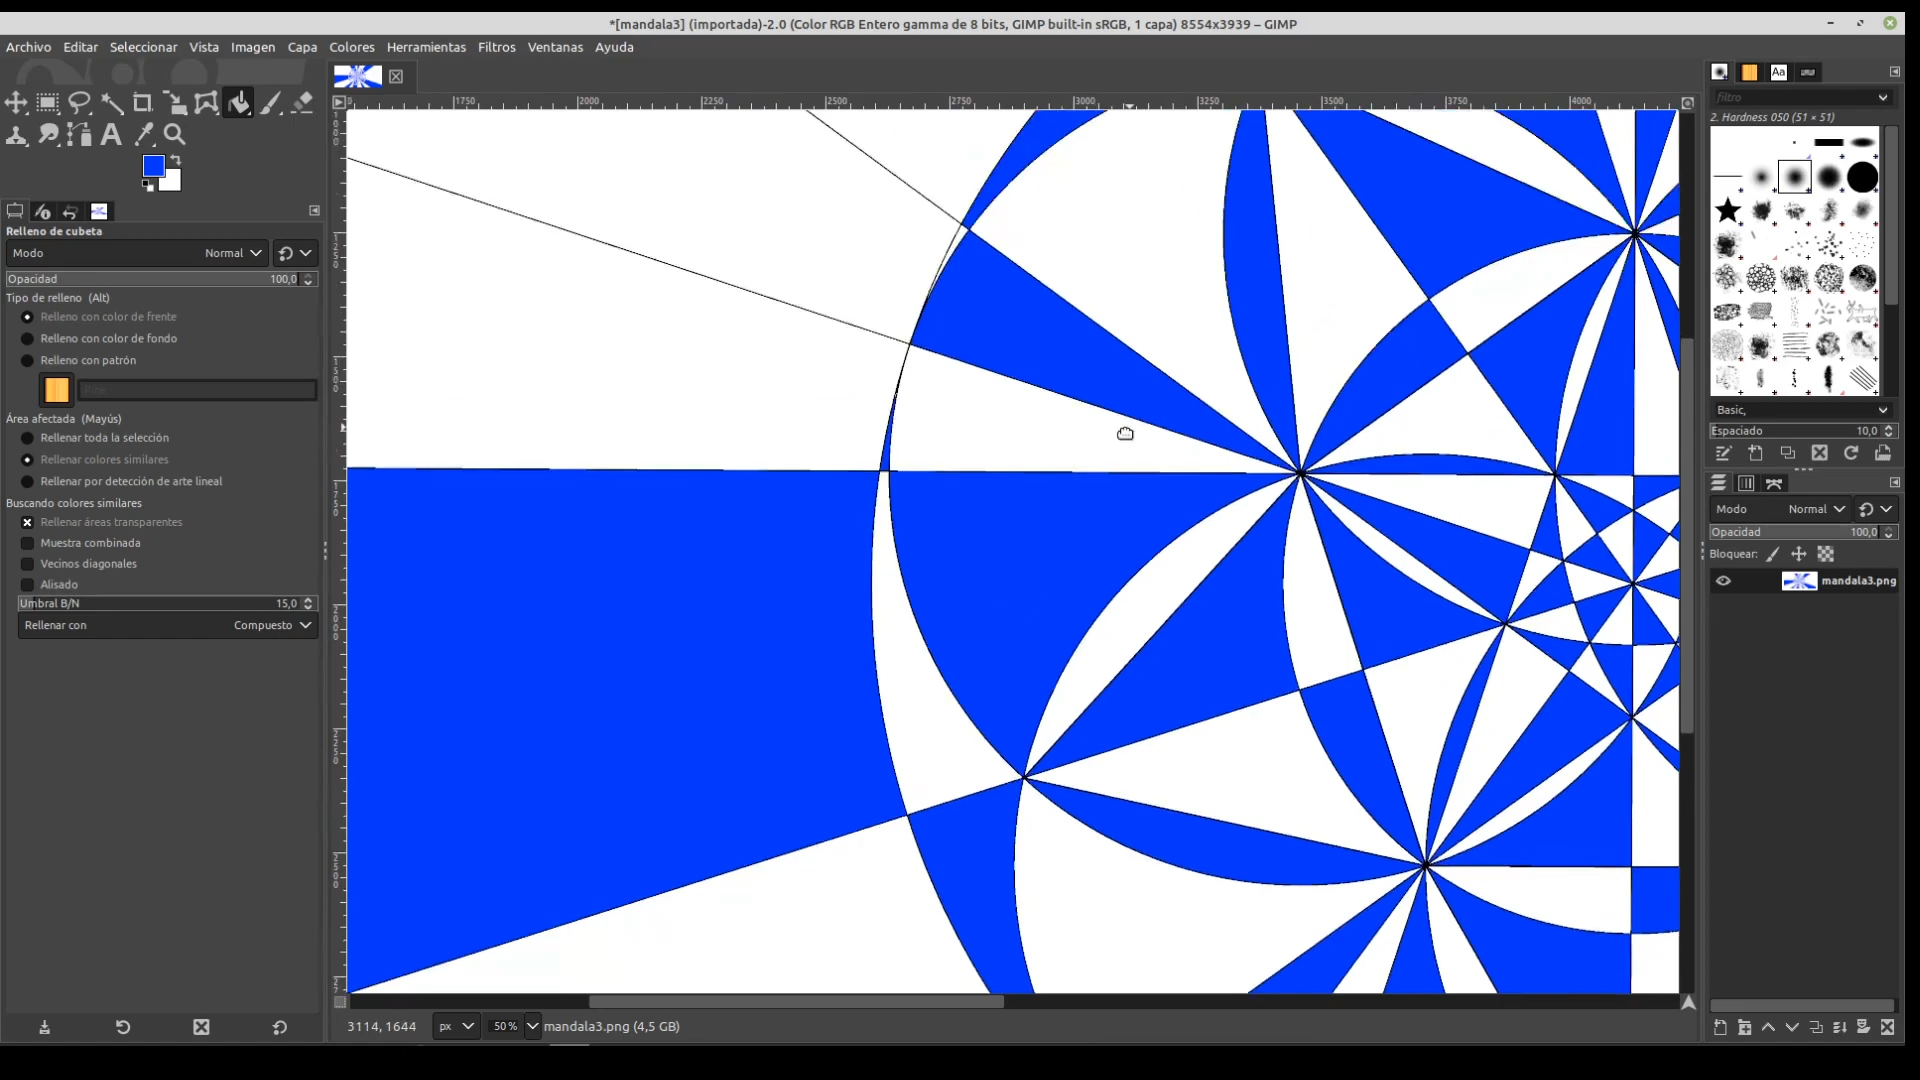 *[mandala3] (importada)-2.0 (Color RGB Entero gamma de 8 bits, GIMP built-in sRGB, 1 capa) 8554x3939 – GIMP
Archivo Editar Seleccionar Vista Imagen Capa Colores Herramientas Filtros Ventanas Ayuda
1750 2000 2250 2500 2750 3000 3250 3500 3750 4000
filtro
2. Hardness 050 (51 × 51)
Relleno de cubeta
Modo Normal
Opacidad 100,0
Tipo de relleno (Alt)
Relleno con color de frente
Relleno con color de fondo
Relleno con patrón
Pine
Área afectada (Mayús)
Rellenar toda la selección
Rellenar colores similares
Rellenar por detección de arte lineal
Buscando colores similares
Rellenar áreas transparentes
Muestra combinada
Vecinos diagonales
Alisado
Umbral B/N 15,0
Rellenar con Compuesto
Basic,
Espaciado 10,0
Modo Normal
Opacidad 100,0
Bloquear:
mandala3.png
3114, 1644 px 50 % mandala3.png (4,5 GB)